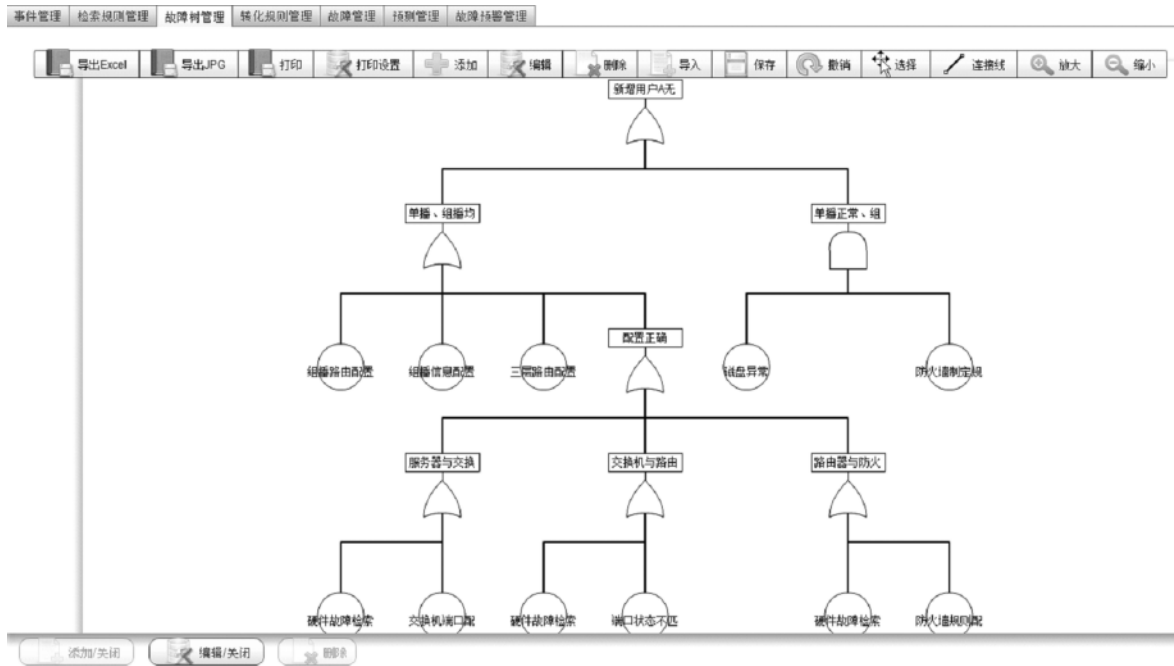 事件管理 检索规则管理 故障树管理 转化规则管理 故障管理 预测管理 故障预警管理
导出Excel 导出JPG 打印 打印设置 添加 编辑 删除 导入 保存 撤销 选择 连接线 放大 缩小
新增用户A无
单播、组播均 单播正常、组
配置正确
组播路由配置 组播信息配置 三层路由配置 磁盘异常 防火墙制定规
服务器与交换 交换机与路由 路由器与防火
硬件故障检索 交换机端口配 硬件故障检索 端口状态不匹 硬件故障检索 防火墙规则配
添加/关闭 编辑/关闭 删除